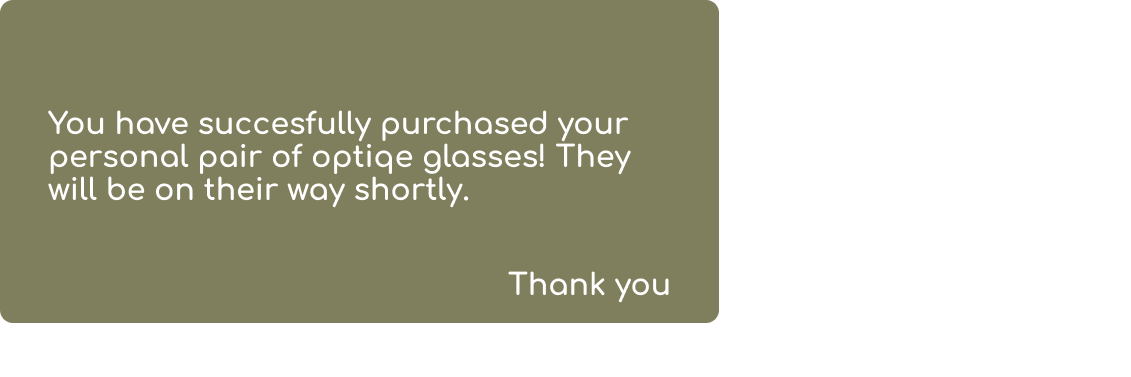 You have succesfully purchased your
personal pair of optiqe glasses! They
will be on their way shortly.
Thank you